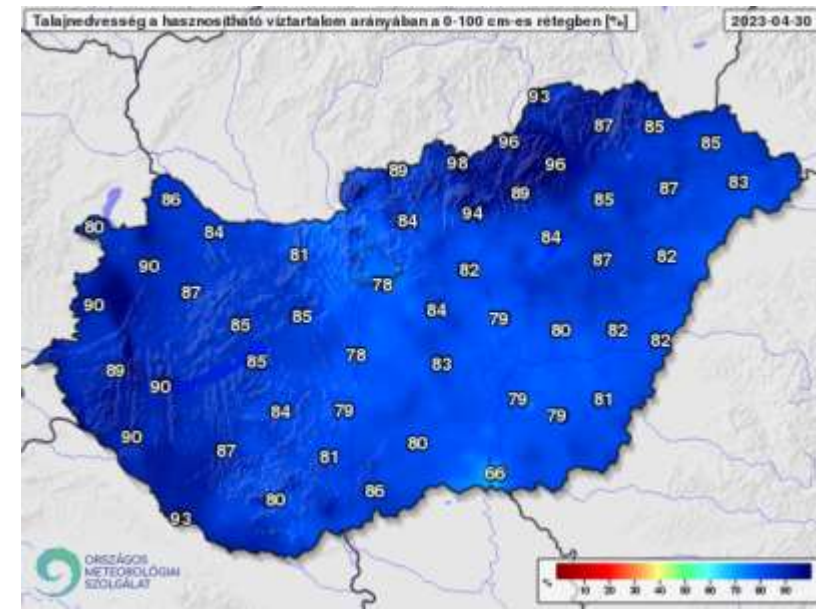 Talajnedvesség a hasznosítható víztartalom arányában a 0-100 cm-es rétegben [%]
2023-04-30
93
87 85
96 85
98 96
89
89 87 83
86 85
94
84
80 84 84
81 87 82
90 82
87 78
90 84 79
85 85 80 82 82
78
85 83
89
90
84 79 79 79 81
90 80
87 81
66
86
80
93
ORSZÁGOS
METEOROLÓGIAI
SZOLGÁLAT
%
10 20 30 40 50 60 70 80 90